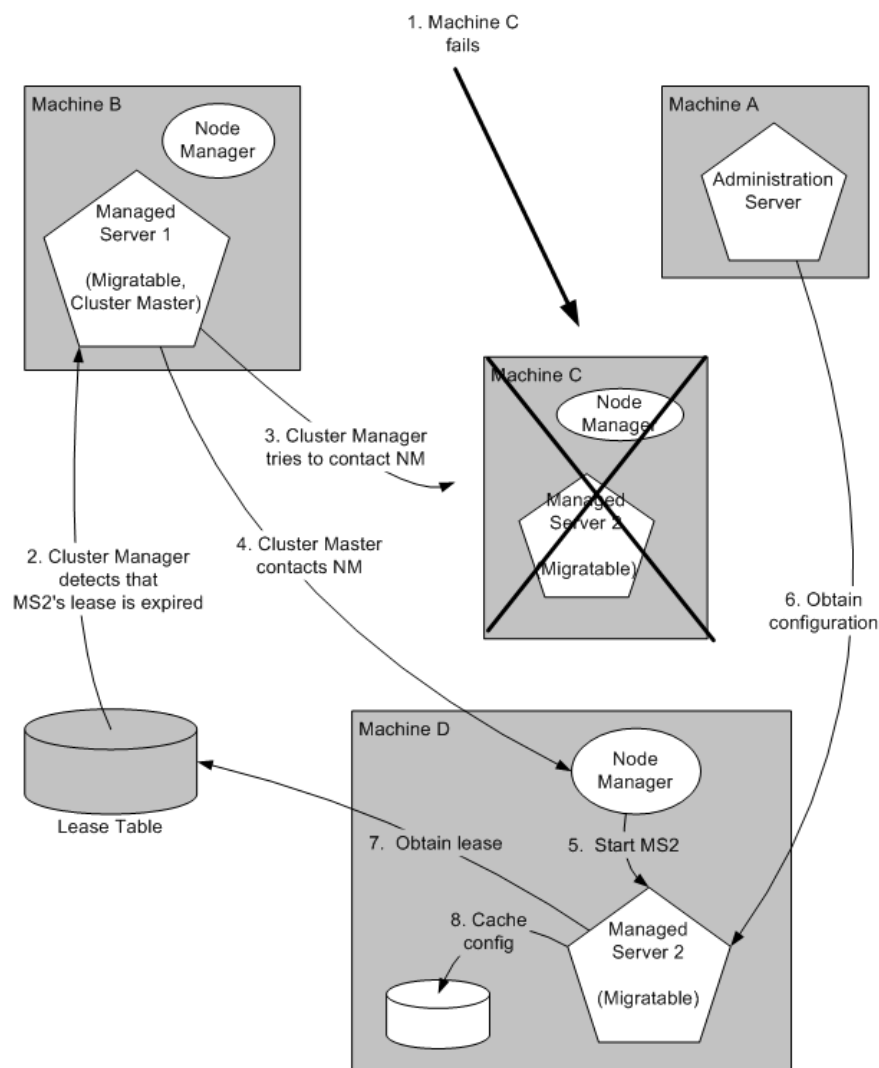 1. Machine C
fails
Machine B
Node
Manager
Managed
Server 1
(Migratable,
Cluster Master)
Machine A
Administration
Server
Machine C
Node
Manager
Managed
Server 2
(Migratable)
3. Cluster Manager
tries to contact NM
4. Cluster Master
contacts NM
2. Cluster Manager
detects that
MS2's lease is expired
6. Obtain
configuration
Lease Table
Machine D
Node
Manager
7. Obtain lease
5. Start MS2
8. Cache
config
Managed
Server 2
(Migratable)